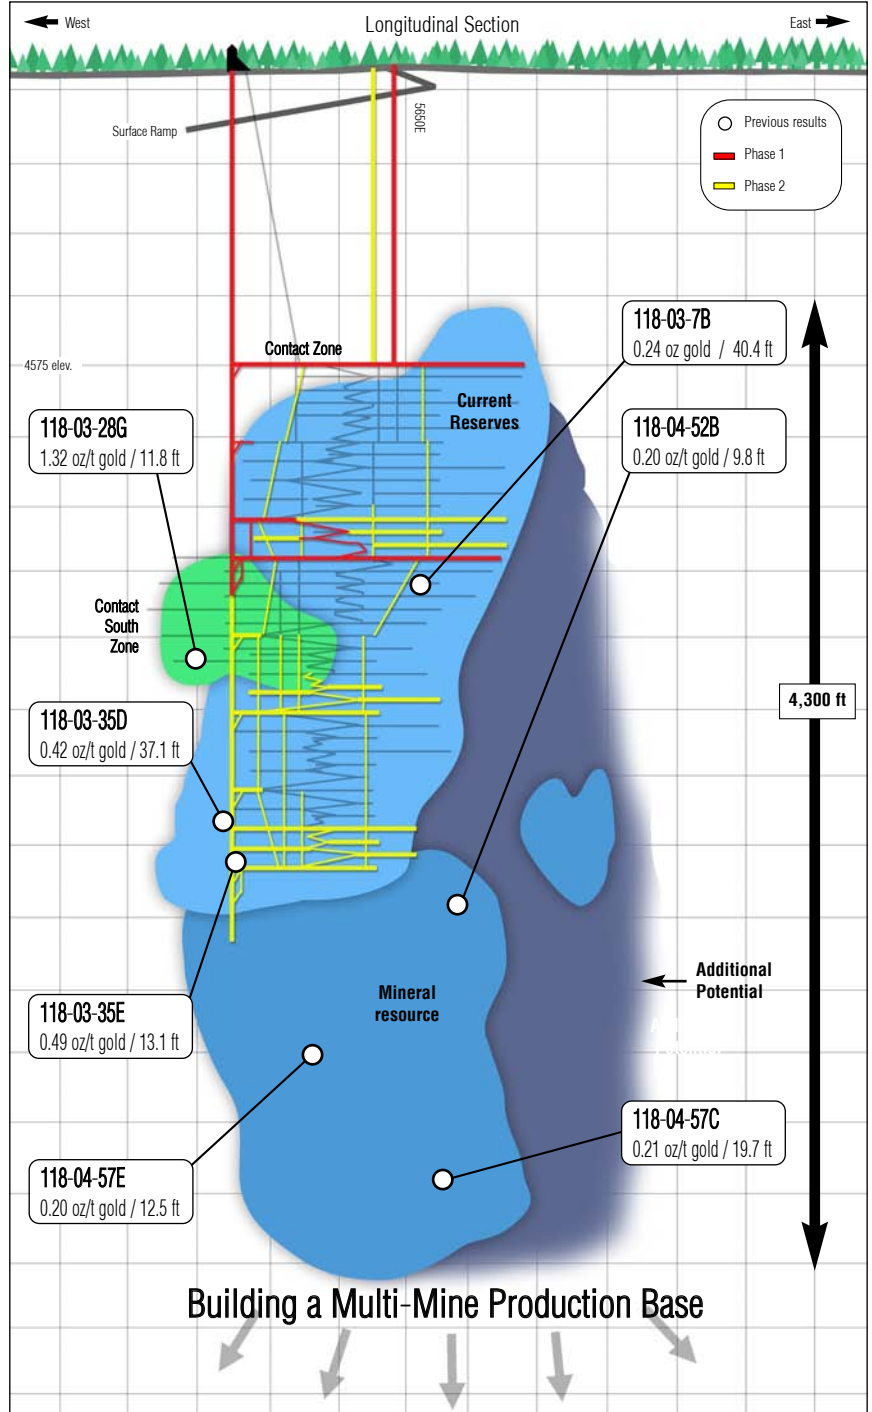 West
Longitudinal Section
East
Surface Ramp
5650E
Previous results
Phase 1
Phase 2
118-03-7B
0.24 oz gold / 40.4 ft
Contact Zone
4575 elev.
Current
Reserves
118-03-28G
1.32 oz/t gold / 11.8 ft
118-04-52B
0.20 oz/t gold / 9.8 ft
Contact
South
Zone
4,300 ft
118-03-35D
0.42 oz/t gold / 37.1 ft
Additional
Potential
Mineral
resource
118-03-35E
0.49 oz/t gold / 13.1 ft
118-04-57C
0.21 oz/t gold / 19.7 ft
118-04-57E
0.20 oz/t gold / 12.5 ft
Building a Multi-Mine Production Base